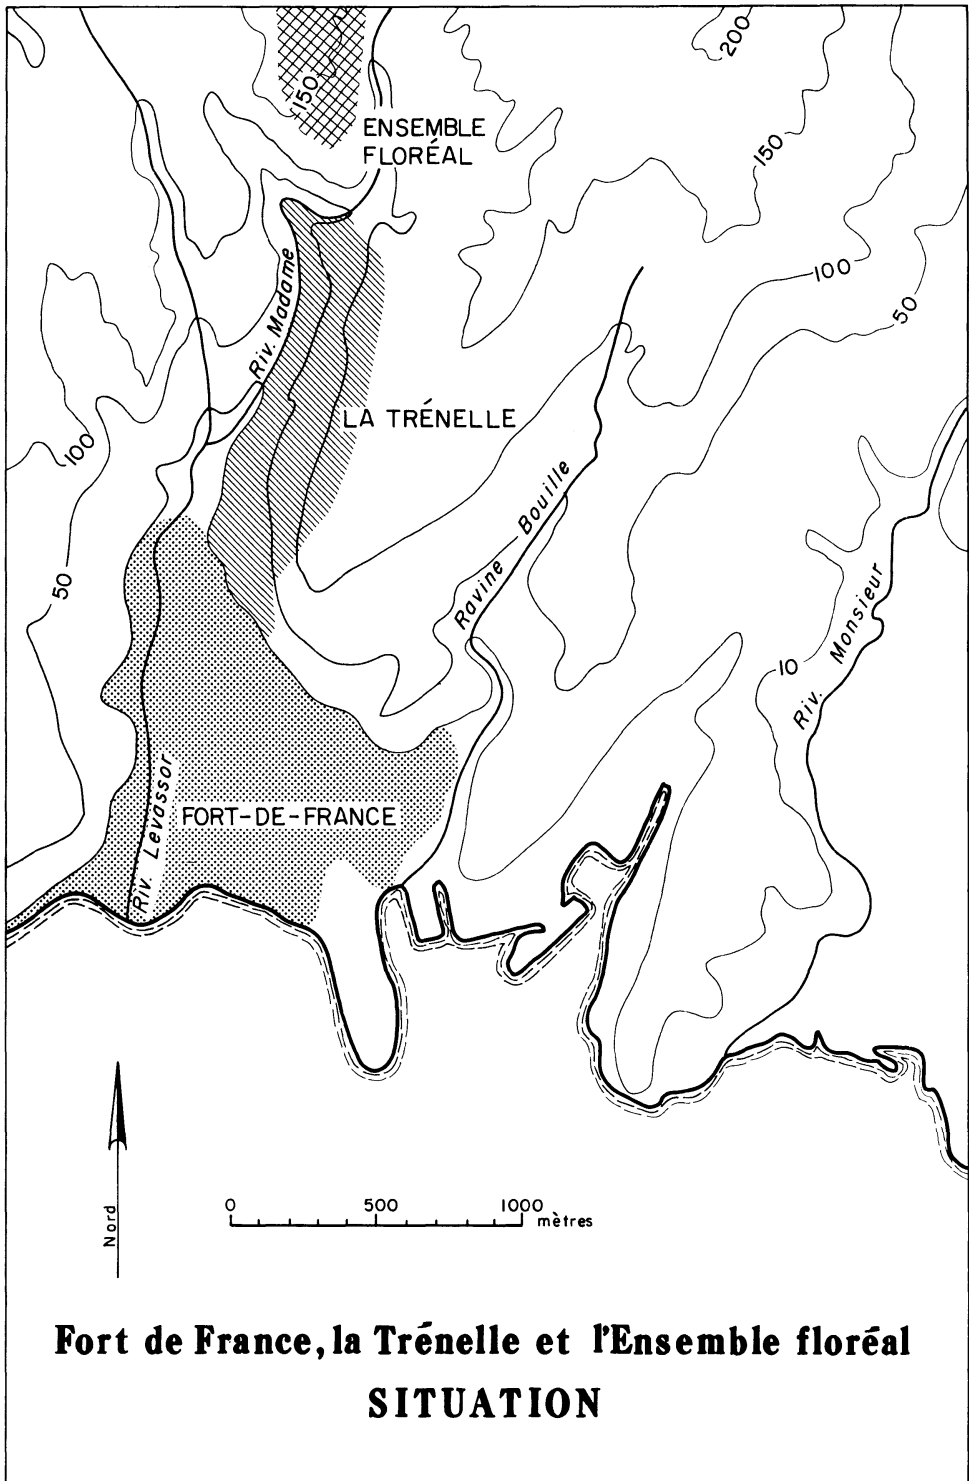 200
150
150
ENSEMBLE
FLORÉAL
100
50
Riv. Madame
LA TRÉNELLE
100
Ravine Bouille
50
Riv. Monsieur
10
Riv. Levassor
FORT-DE-FRANCE
Nord
0 500 1000
mètres
Fort de France, la Trénelle et l'Ensemble floréal
SITUATION